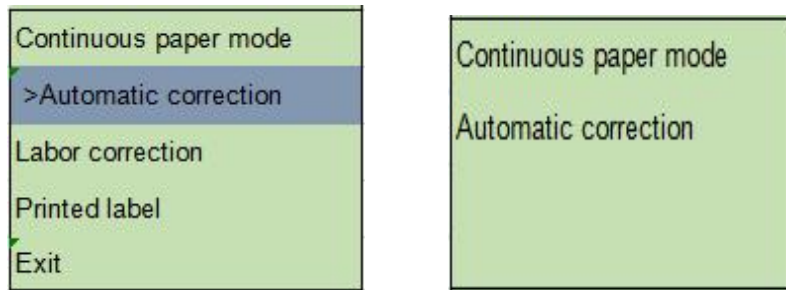 Continuous paper mode
>Automatic correction
Labor correction
Printed label
Exit
Continuous paper mode
Automatic correction